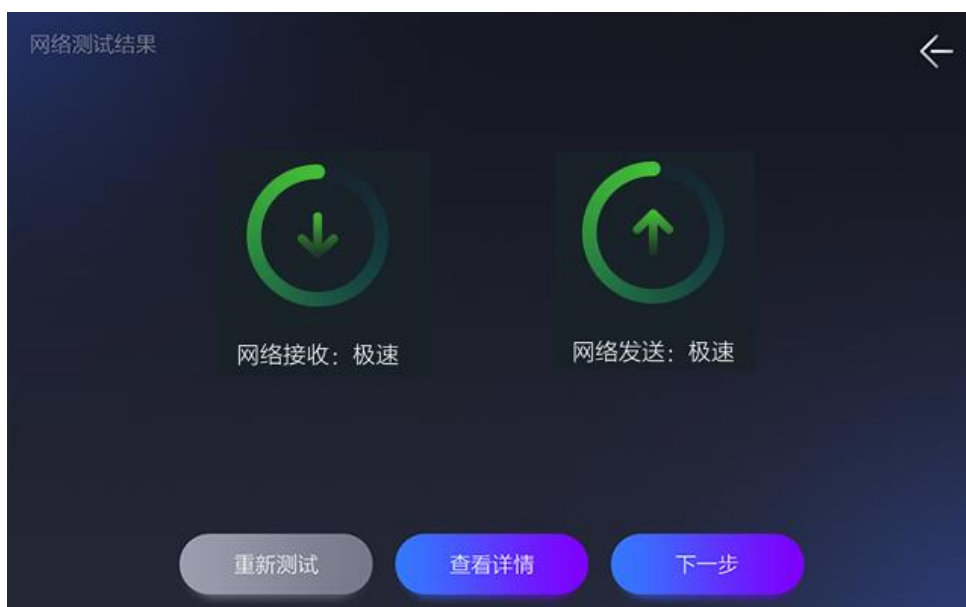 网络测试结果
网络接收：极速
网络发送：极速
重新测试
查看详情
下一步